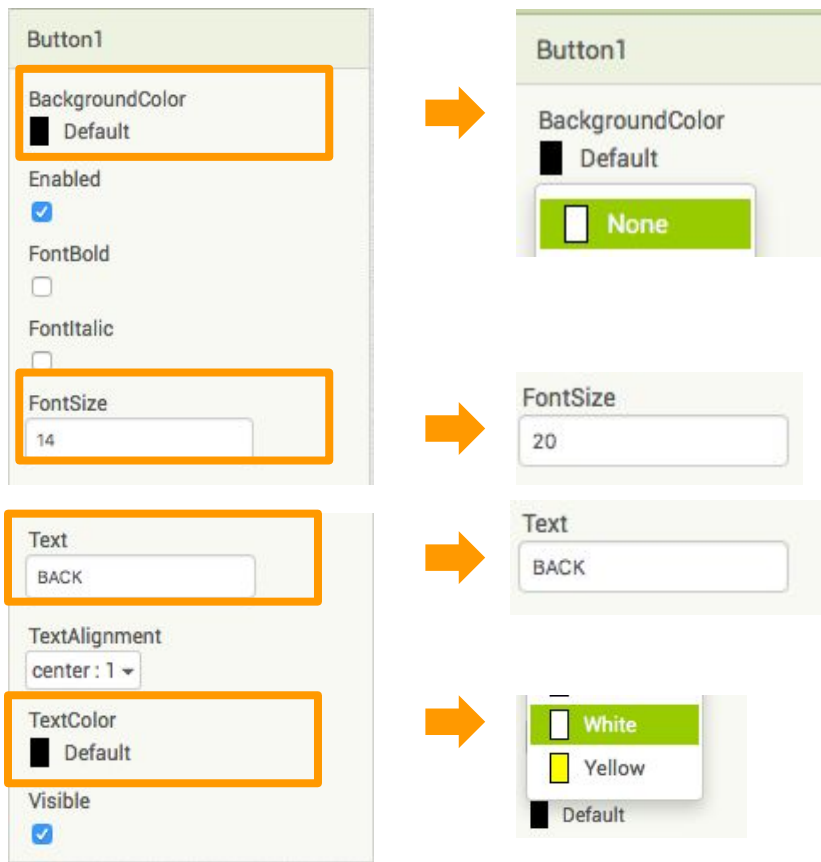 Button1
BackgroundColor
Default
Enabled
FontBold
FontItalic
FontSize
14
Button1
BackgroundColor
Default
None
FontSize
20
Text
BACK
TextAlignment
center : 1
TextColor
Default
Visible
Text
BACK
White
Yellow
Default